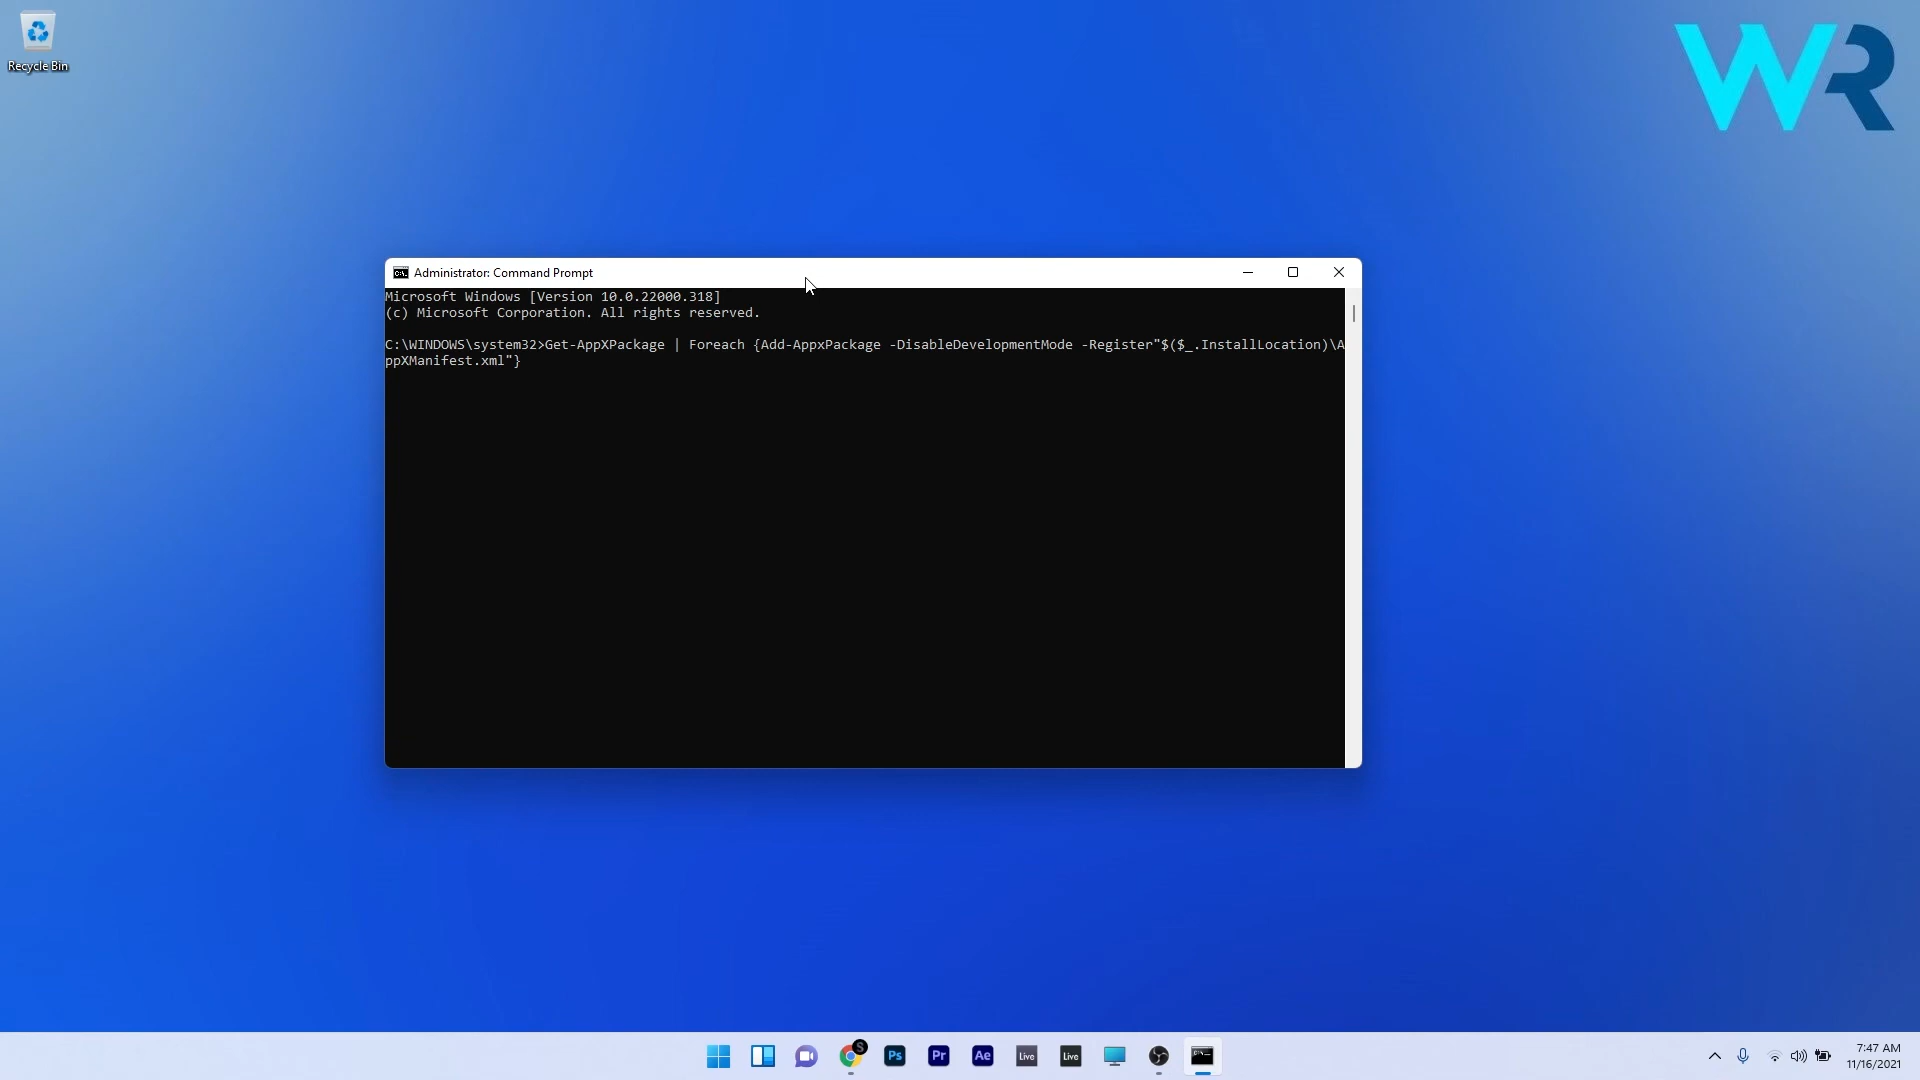 Recycle Bin
WR
Administrator: Command Prompt
Microsoft Windows [Version 10.0.22000.318]
(c) Microsoft Corporation. All rights reserved.
C:\WINDOWS\system32>Get-AppXPackage | Foreach {Add-AppxPackage -DisableDevelopmentMode -Register"$($_.InstallLocation)\A
ppXManifest.xml"}
S
Ps
Pr
Ae
Live
Live
7:47 AM
11/16/2021